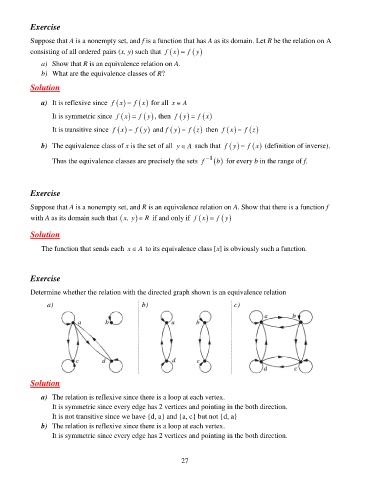 Exercise
Suppose that A is a nonempty set, and f is a function that has A as its domain. Let R be the relation on A
consisting of all ordered pairs (x, y) such that f(x) = f(y)
a) Show that R is an equivalence relation on A.
b) What are the equivalence classes of R?
Solution
a) It is reflexive since f(x) = f(x) for all x ∈ A
It is symmetric since f(x) = f(y), then f(y) = f(x)
It is transitive since f(x) = f(y) and f(y) = f(z) then f(x) = f(z)
b) The equivalence class of x is the set of all y ∈ A such that f(y) = f(x) (definition of inverse).
Thus the equivalence classes are precisely the sets f⁻¹(b) for every b in the range of f.
Exercise
Suppose that A is a nonempty set, and R is an equivalence relation on A. Show that there is a function f
with A as its domain such that (x, y) ∈ R if and only if f(x) = f(y)
Solution
The function that sends each x ∈ A to its equivalence class [x] is obviously such a function.
Exercise
Determine whether the relation with the directed graph shown is an equivalence relation
a) b) c)
a b a b a b
c d d c d c
Solution
a) The relation is reflexive since there is a loop at each vertex.
It is symmetric since every edge has 2 vertices and pointing in the both direction.
It is not transitive since we have {d, a} and {a, c} but not {d, a}
b) The relation is reflexive since there is a loop at each vertex.
It is symmetric since every edge has 2 vertices and pointing in the both direction.
27